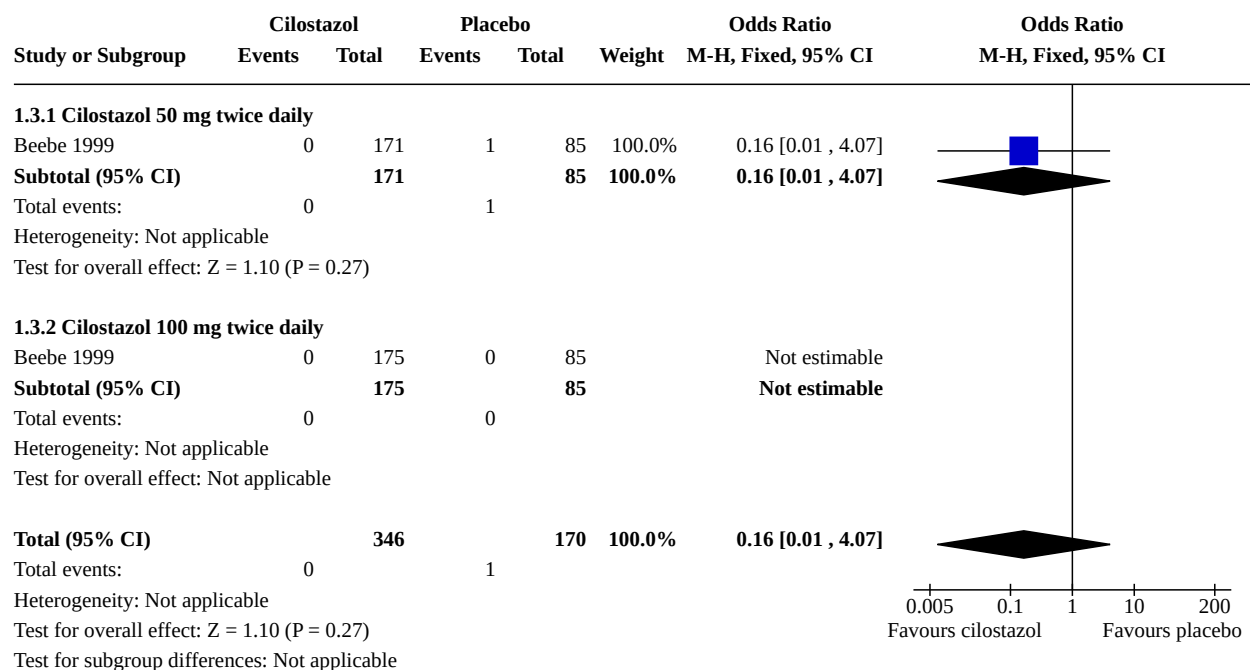 Cilostazol Placebo Odds Ratio Odds Ratio
Study or Subgroup Events Total Events Total Weight M-H, Fixed, 95% CI M-H, Fixed, 95% CI
1.3.1 Cilostazol 50 mg twice daily
Beebe 1999 0 171 1 85 100.0% 0.16 [0.01 , 4.07]
Subtotal (95% CI) 171 85 100.0% 0.16 [0.01 , 4.07]
Total events: 0 1
Heterogeneity: Not applicable
Test for overall effect: Z = 1.10 (P = 0.27)
1.3.2 Cilostazol 100 mg twice daily
Beebe 1999 0 175 0 85 Not estimable
Subtotal (95% CI) 175 85 Not estimable
Total events: 0 0
Heterogeneity: Not applicable
Test for overall effect: Not applicable
Total (95% CI) 346 170 100.0% 0.16 [0.01 , 4.07]
Total events: 0 1
Heterogeneity: Not applicable
0.005 0.1 1 10 200
Test for overall effect: Z = 1.10 (P = 0.27)
Favours cilostazol Favours placebo
Test for subgroup differences: Not applicable